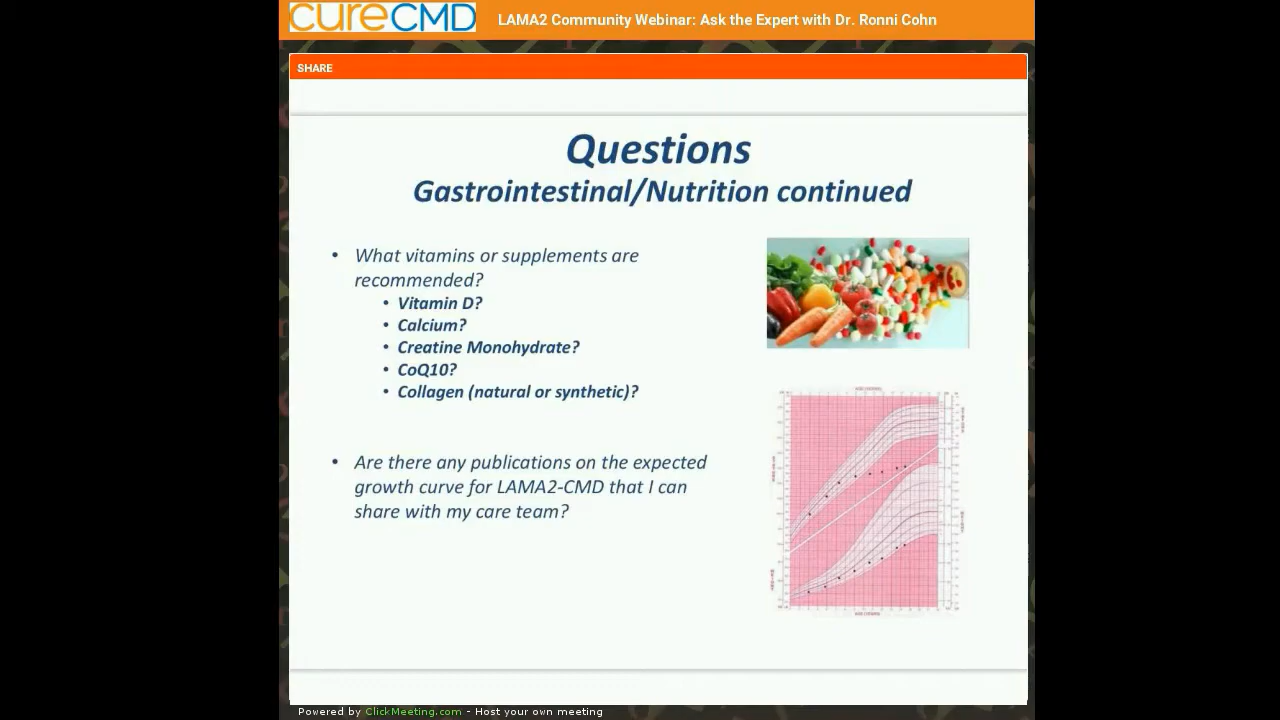 cureCMD
LAMA2 Community Webinar: Ask the Expert with Dr. Ronni Cohn
SHARE
Questions
Gastrointestinal/Nutrition continued
• What vitamins or supplements are
recommended?
• Vitamin D?
• Calcium?
• Creatine Monohydrate?
• CoQ10?
• Collagen (natural or synthetic)?
• Are there any publications on the expected
growth curve for LAMA2-CMD that I can
share with my care team?
Powered by ClickMeeting.com - Host your own meeting